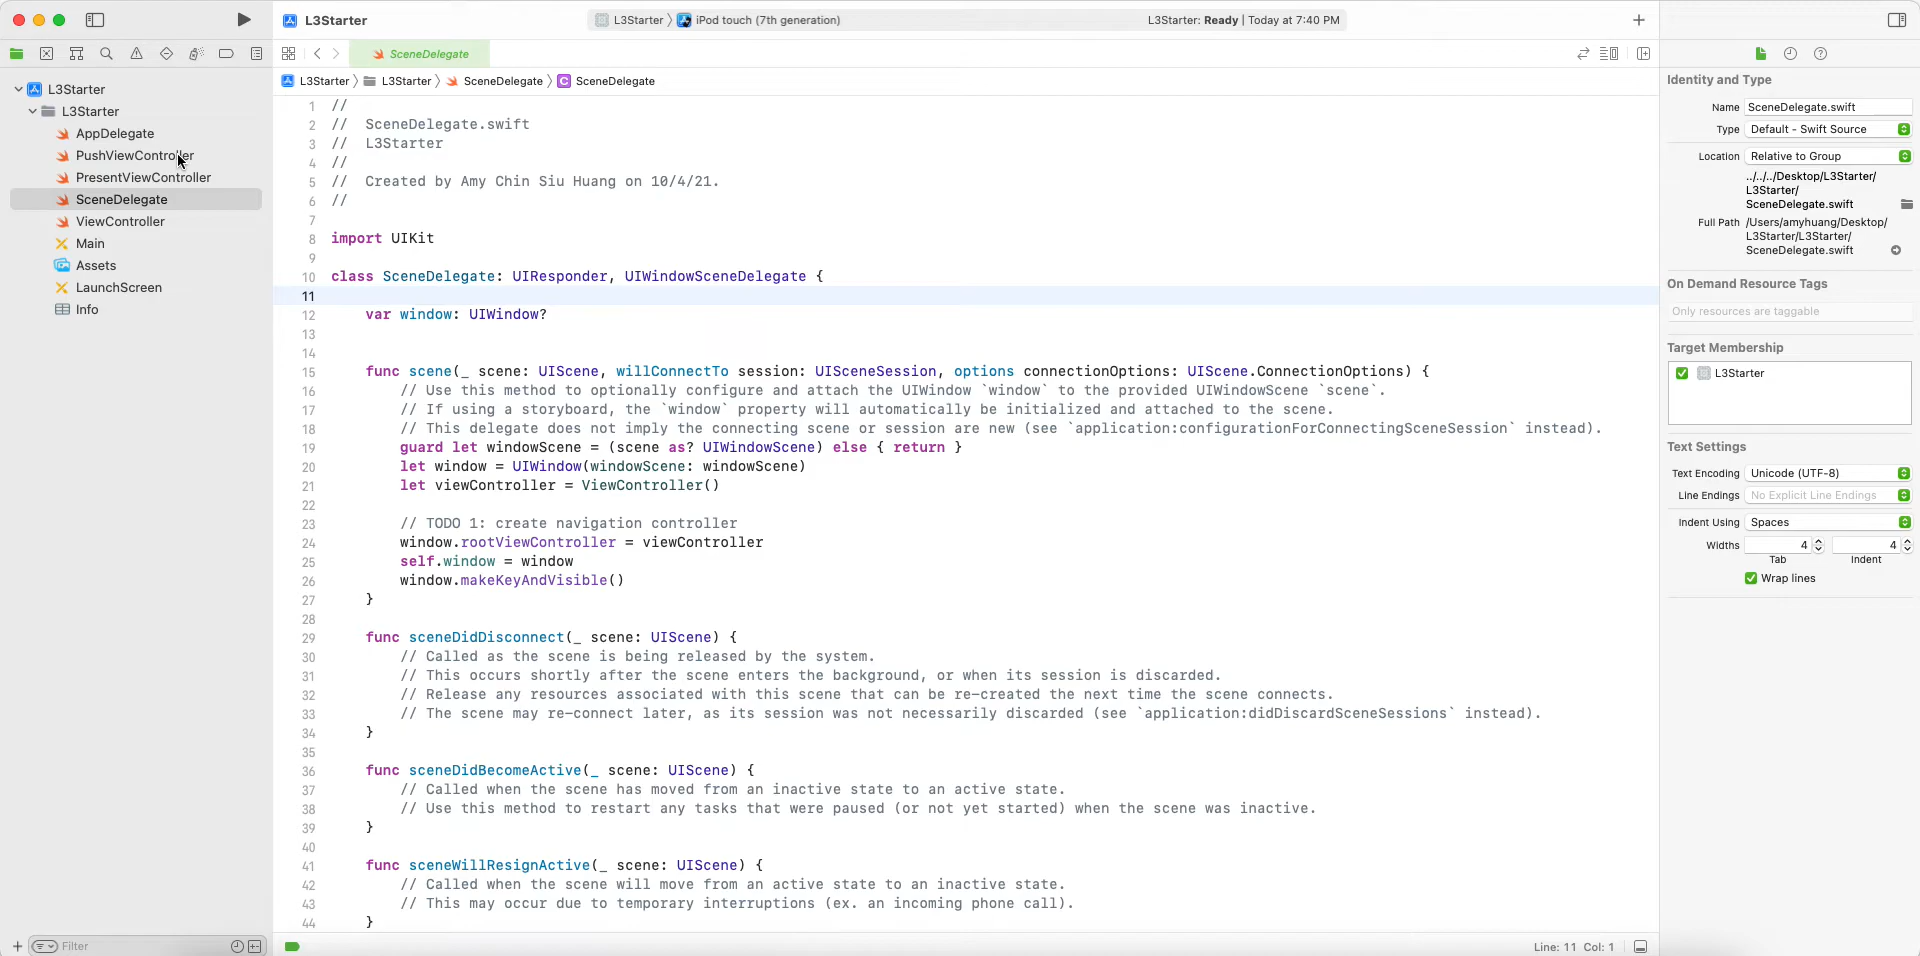 L3Starter
L3Starter 〉 iPod touch (7th generation)
L3Starter: Ready | Today at 7:40 PM
SceneDelegate
L3Starter 〉 L3Starter 〉 SceneDelegate 〉 C SceneDelegate
L3Starter
L3Starter
AppDelegate
PushViewController
PresentViewController
SceneDelegate
ViewController
Main
Assets
LaunchScreen
Info
Filter
1 //
2 //  SceneDelegate.swift
3 //  L3Starter
4 //
5 //  Created by Amy Chin Siu Huang on 10/4/21.
6 //
7
8 import UIKit
9
10 class SceneDelegate: UIResponder, UIWindowSceneDelegate {
11
12     var window: UIWindow?
13
14
15     func scene(_ scene: UIScene, willConnectTo session: UISceneSession, options connectionOptions: UIScene.ConnectionOptions) {
16         // Use this method to optionally configure and attach the UIWindow `window` to the provided UIWindowScene `scene`.
17         // If using a storyboard, the `window` property will automatically be initialized and attached to the scene.
18         // This delegate does not imply the connecting scene or session are new (see `application:configurationForConnectingSceneSession` instead).
19         guard let windowScene = (scene as? UIWindowScene) else { return }
20         let window = UIWindow(windowScene: windowScene)
21         let viewController = ViewController()
22
23         // TODO 1: create navigation controller
24         window.rootViewController = viewController
25         self.window = window
26         window.makeKeyAndVisible()
27     }
28
29     func sceneDidDisconnect(_ scene: UIScene) {
30         // Called as the scene is being released by the system.
31         // This occurs shortly after the scene enters the background, or when its session is discarded.
32         // Release any resources associated with this scene that can be re-created the next time the scene connects.
33         // The scene may re-connect later, as its session was not necessarily discarded (see `application:didDiscardSceneSessions` instead).
34     }
35
36     func sceneDidBecomeActive(_ scene: UIScene) {
37         // Called when the scene has moved from an inactive state to an active state.
38         // Use this method to restart any tasks that were paused (or not yet started) when the scene was inactive.
39     }
40
41     func sceneWillResignActive(_ scene: UIScene) {
42         // Called when the scene will move from an active state to an inactive state.
43         // This may occur due to temporary interruptions (ex. an incoming phone call).
44     }
Line: 11 Col: 1
Identity and Type
Name SceneDelegate.swift
Type Default - Swift Source
Location Relative to Group
../../../Desktop/L3Starter/
L3Starter/
SceneDelegate.swift
Full Path /Users/amyhuang/Desktop/
L3Starter/L3Starter/
SceneDelegate.swift
On Demand Resource Tags
Only resources are taggable
Target Membership
L3Starter
Text Settings
Text Encoding Unicode (UTF-8)
Line Endings No Explicit Line Endings
Indent Using Spaces
Widths 4 4
Tab Indent
Wrap lines